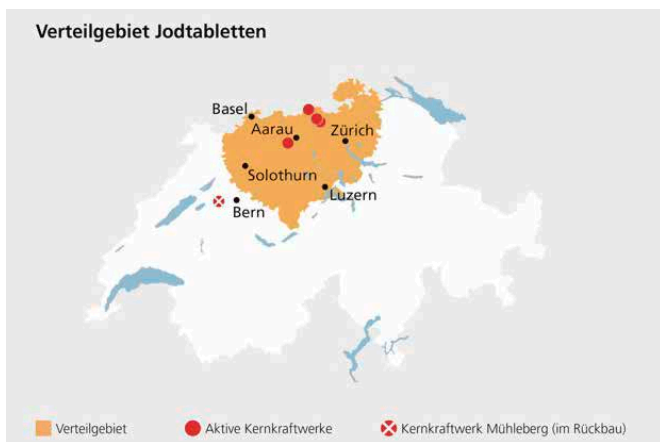 Verteilgebiet Jodtabletten
Basel
Aarau
Zürich
Solothurn
Luzern
Bern
Verteilgebiet
Aktive Kernkraftwerke
Kernkraftwerk Mühleberg (im Rückbau)